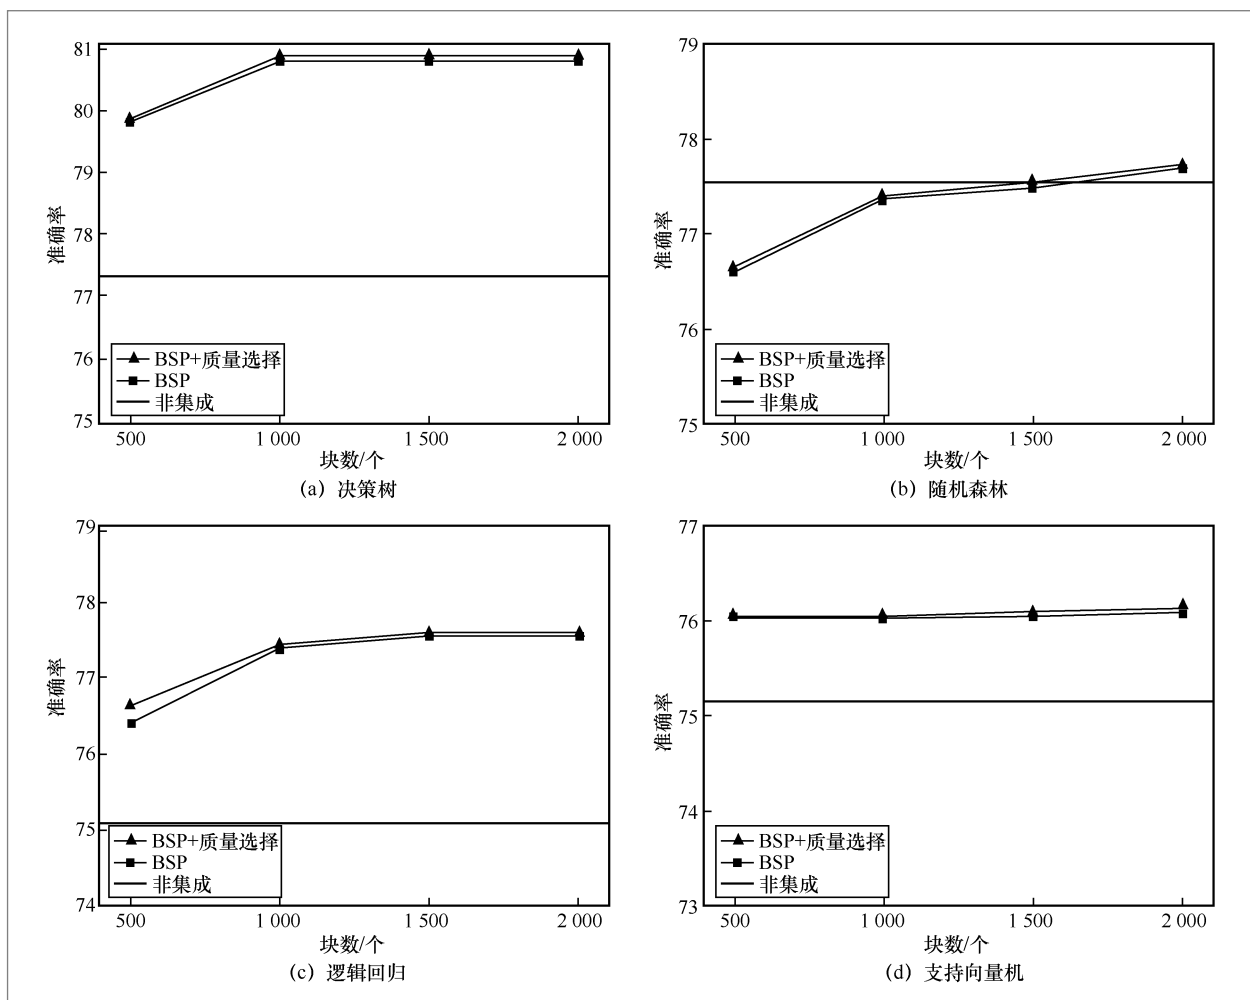 81
80
79
78
77
76
75
准确率
BSP+质量选择
BSP
非集成
500
1 000
1 500
2 000
块数/个
(a) 决策树
79
78
77
76
75
准确率
BSP+质量选择
BSP
非集成
500
1 000
1 500
2 000
块数/个
(b) 随机森林
79
78
77
76
75
74
准确率
BSP+质量选择
BSP
非集成
500
1 000
1 500
2 000
块数/个
(c) 逻辑回归
77
76
75
74
73
准确率
BSP+质量选择
BSP
非集成
500
1 000
1 500
2 000
块数/个
(d) 支持向量机